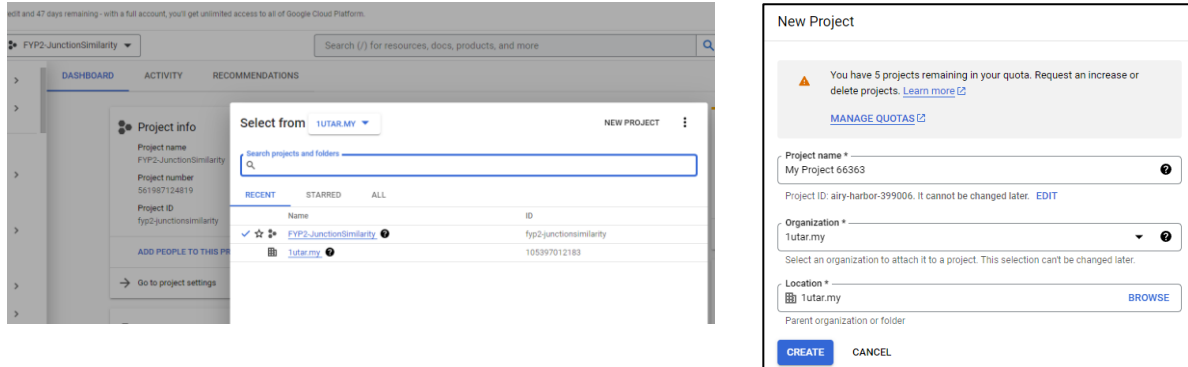 edit and 47 days remaining - with a full account, you'll get unlimited access to all of Google Cloud Platform.
FYP2-JunctionSimilarity
Search (/) for resources, docs, products, and more
DASHBOARD ACTIVITY RECOMMENDATIONS
Project info
Project name
FYP2-JunctionSimilarity
Project number
561987124819
Project ID
fyp2-junctionsimilarity
ADD PEOPLE TO THIS PR
Go to project settings
Select from 1UTAR.MY NEW PROJECT
Search projects and folders
RECENT STARRED ALL
Name ID
FYP2-JunctionSimilarity fyp2-junctionsimilarity
1utar.my 105397012183
New Project
You have 5 projects remaining in your quota. Request an increase or
delete projects. Learn more
MANAGE QUOTAS
Project name *
My Project 66363
Project ID: airy-harbor-399006. It cannot be changed later. EDIT
Organization *
1utar.my
Select an organization to attach it to a project. This selection can't be changed later.
Location *
1utar.my BROWSE
Parent organization or folder
CREATE CANCEL